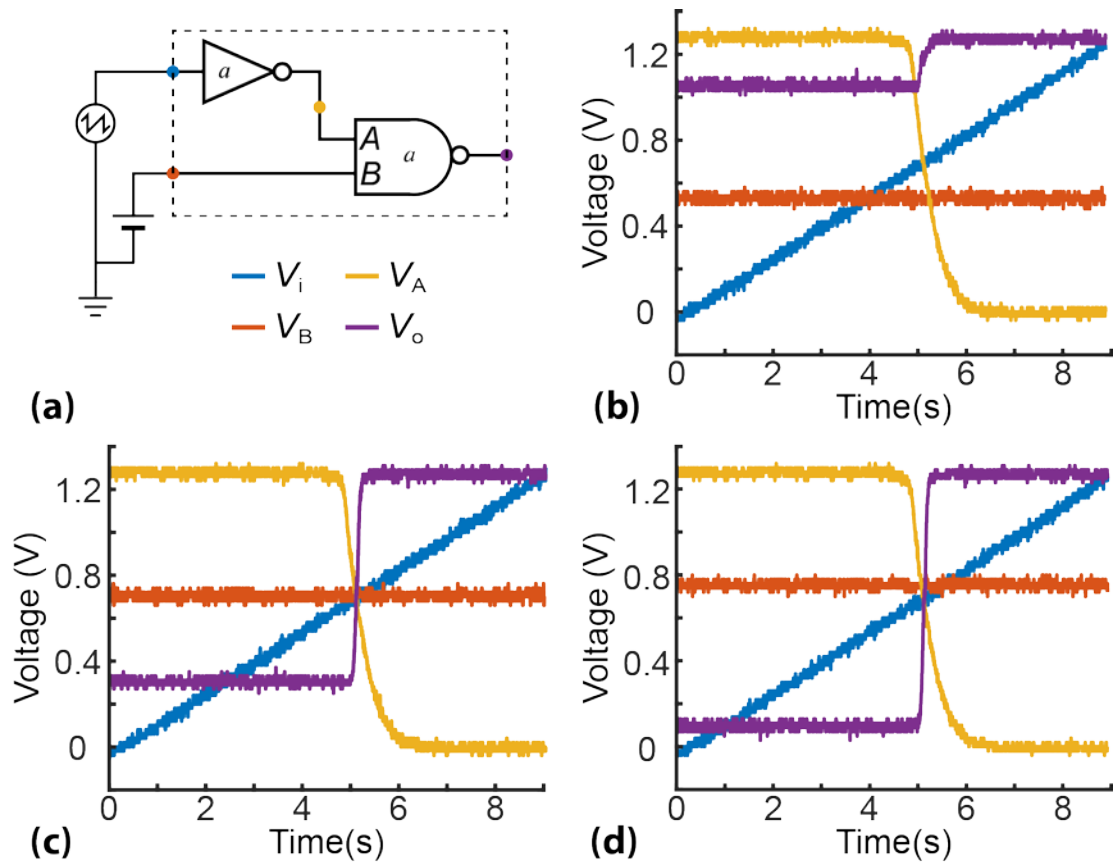 a
A
B
a
V_i V_A
V_B V_o
(a)
Voltage (V)
1.2
0.8
0.4
0
0 2 4 6 8
Time(s)
(b)
Voltage (V)
1.2
0.8
0.4
0
0 2 4 6 8
Time(s)
(c)
Voltage (V)
1.2
0.8
0.4
0
0 2 4 6 8
Time(s)
(d)